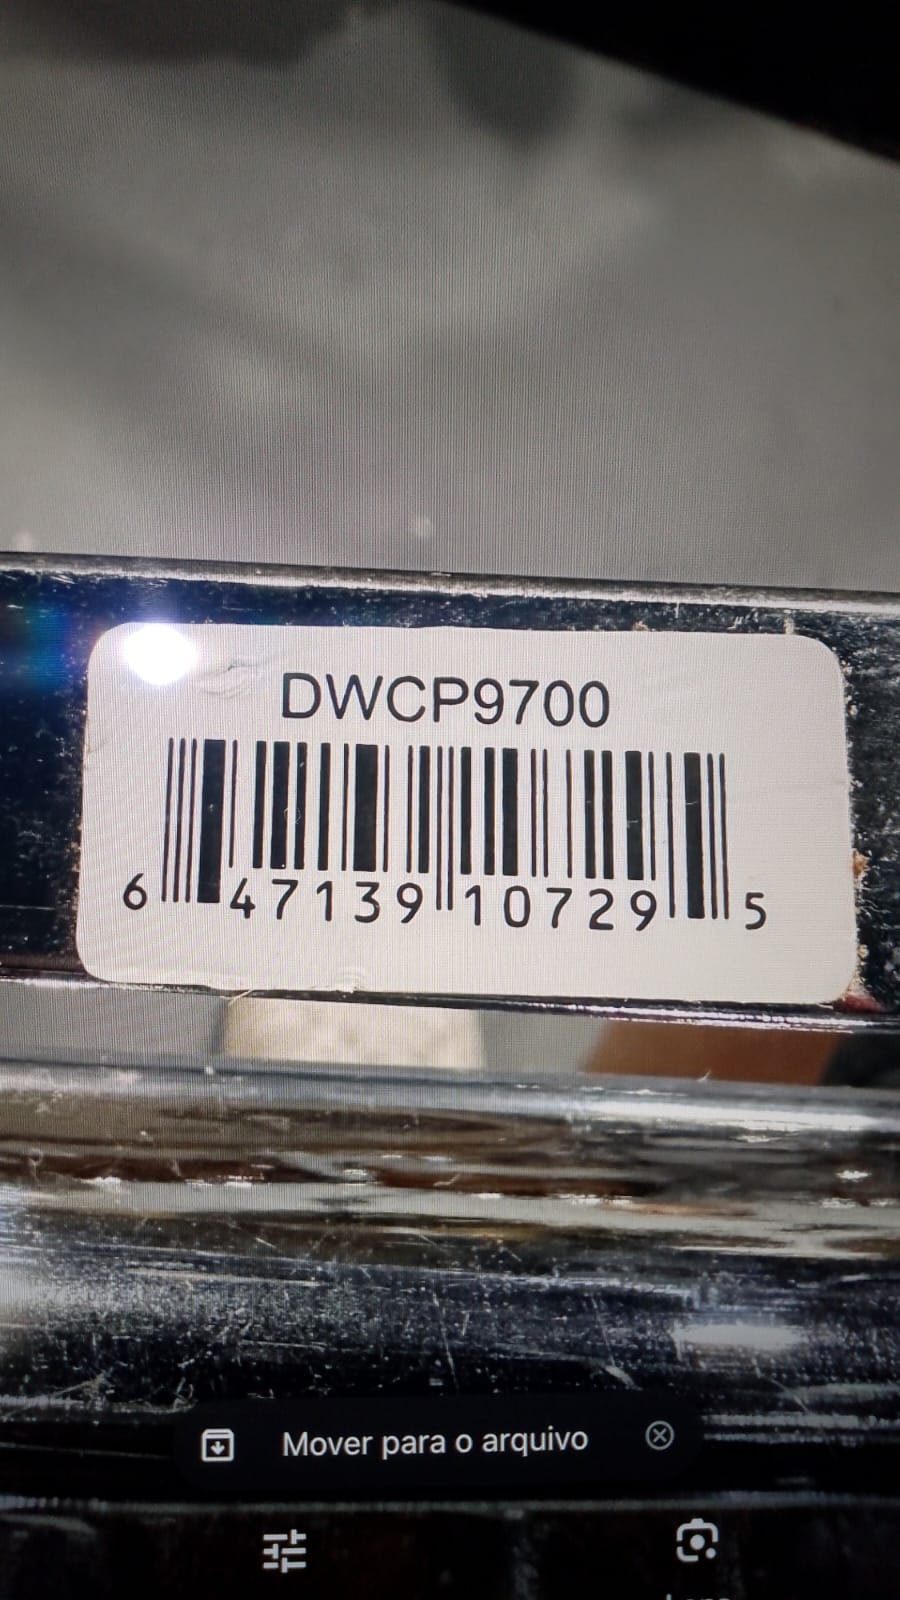 DWCP9700
6 47139 10729 5
Mover para o arquivo